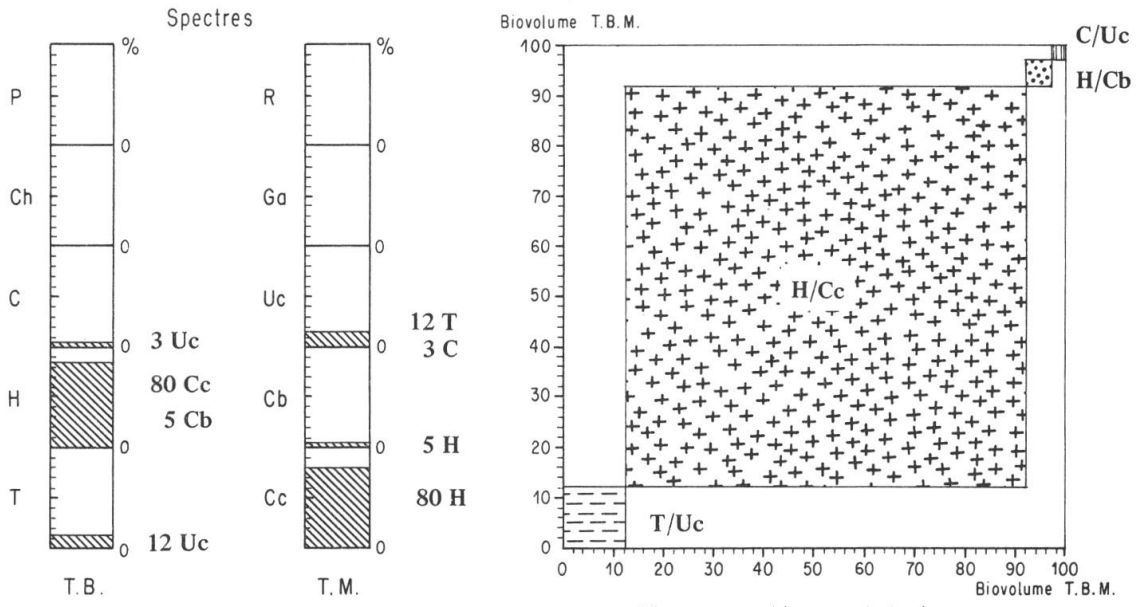 Spectres
%
P
0
Ch
0
C
3 Uc
0
80 Cc
H
5 Cb
0
T
12 Uc
0
T.B.
%
R
0
Ga
0
Uc
12 T
0
3 C
Cb
0
5 H
Cc
80 H
0
T.M.
Biovolume T.B.M.
100
90
80
70
60
50
40
30
20
10
0
C/Uc
H/Cb
H/Cc
T/Uc
0 10 20 30 40 50 60 70 80 90 100
Biovolume T.B.M.